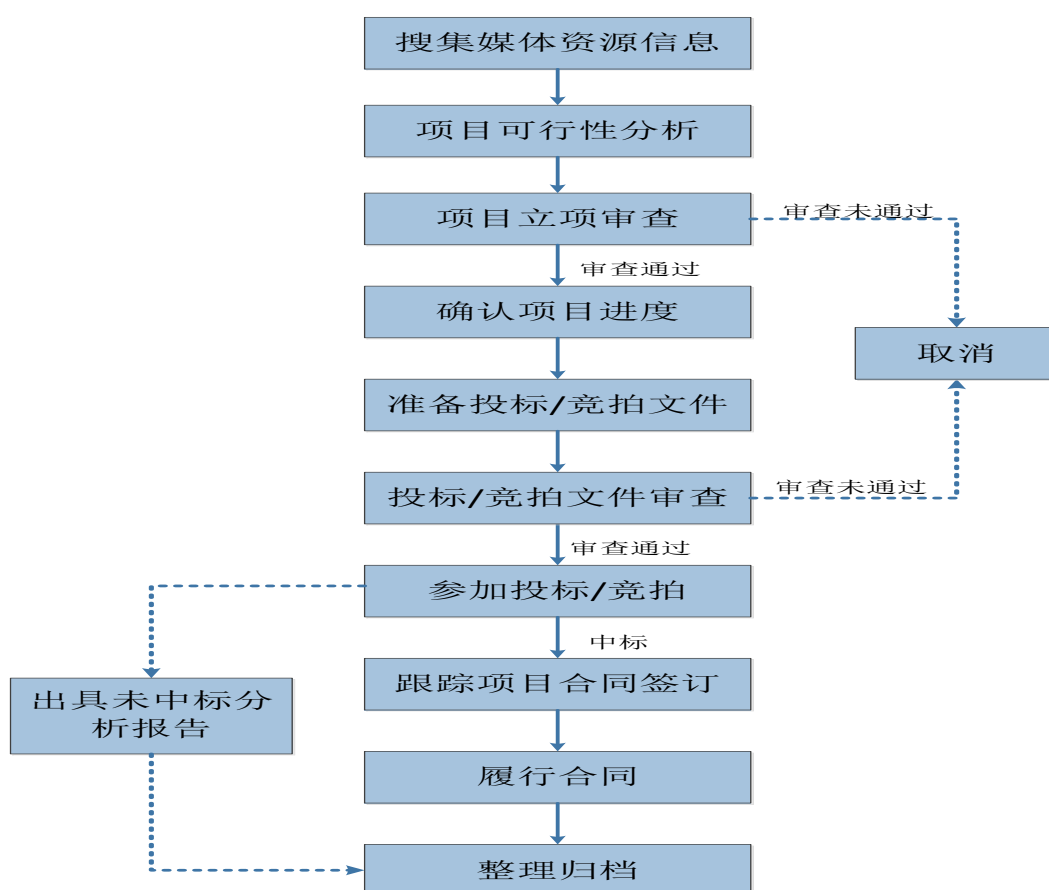 搜集媒体资源信息
项目可行性分析
项目立项审查
审查未通过
审查通过
确认项目进度
取消
准备投标/竞拍文件
投标/竞拍文件审查
审查未通过
审查通过
参加投标/竞拍
中标
出具未中标分
析报告
跟踪项目合同签订
履行合同
整理归档